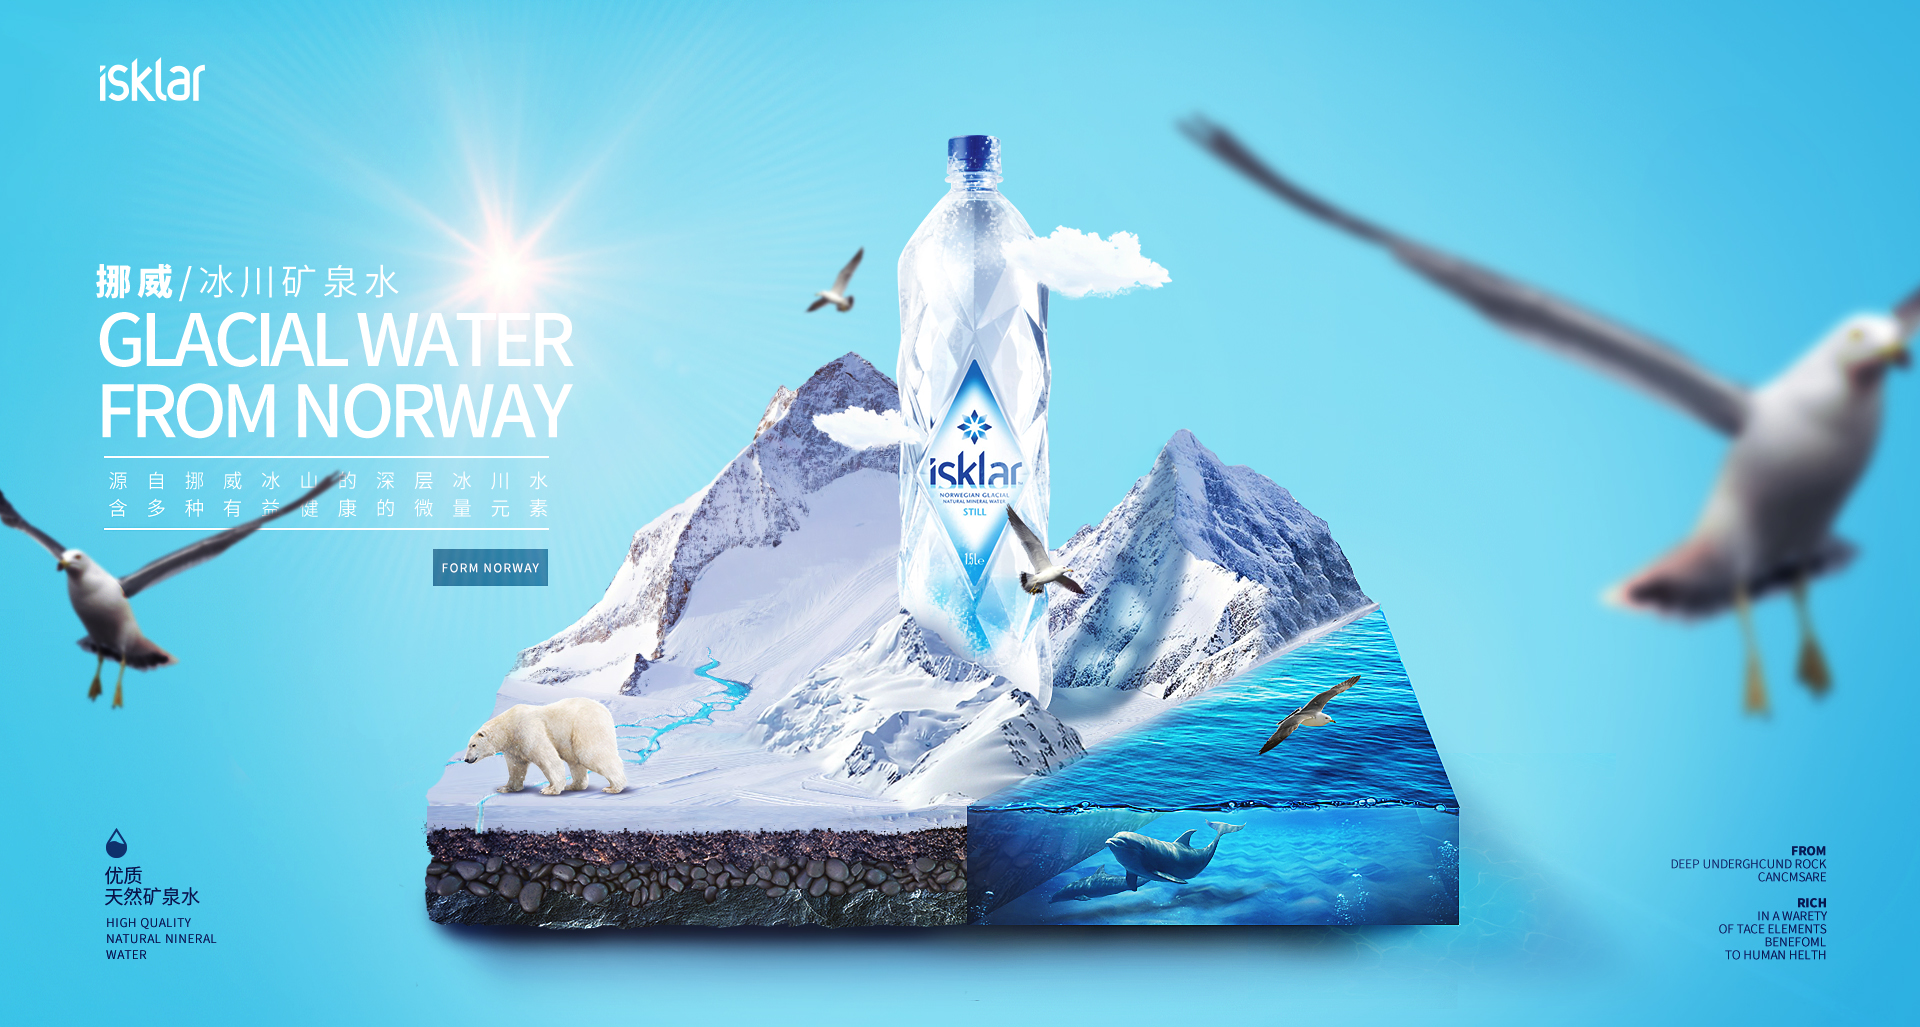 isklar
挪威/冰川矿泉水
GLACIAL WATER
FROM NORWAY
源自挪威冰山的深层冰川水
含多种有益健康的微量元素
FORM NORWAY
isklar
NORWEGIAN GLACIAL
NATURAL MINERAL WATER
STILL
1.5L℮
优质
天然矿泉水
HIGH QUALITY
NATURAL NINERAL
WATER
FROM
DEEP UNDERGHCUND ROCK
CANCMSARE
RICH
IN A WARETY
OF TACE ELEMENTS
BENEFOML
TO HUMAN HELTH